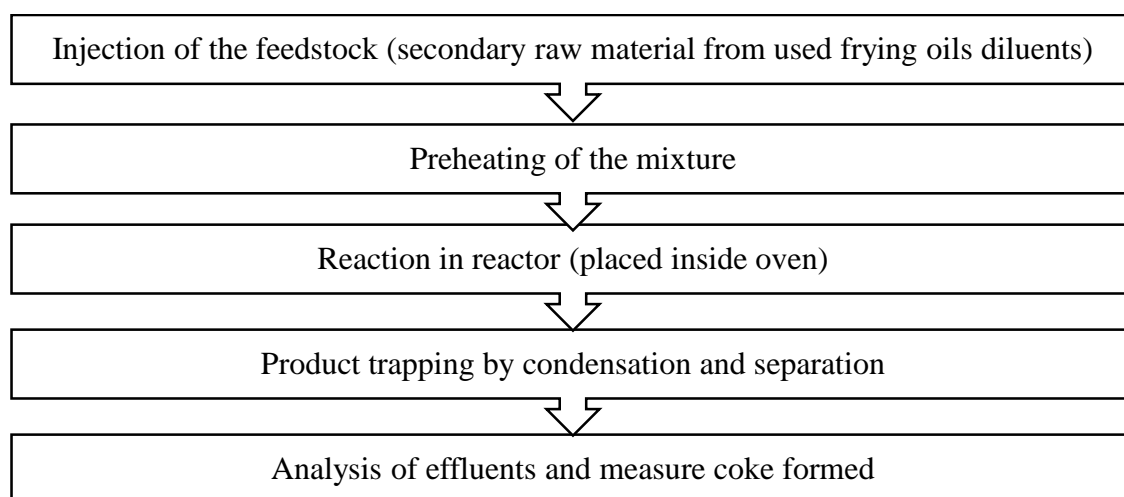 Injection of the feedstock (secondary raw material from used frying oils diluents)
Preheating of the mixture
Reaction in reactor (placed inside oven)
Product trapping by condensation and separation
Analysis of effluents and measure coke formed